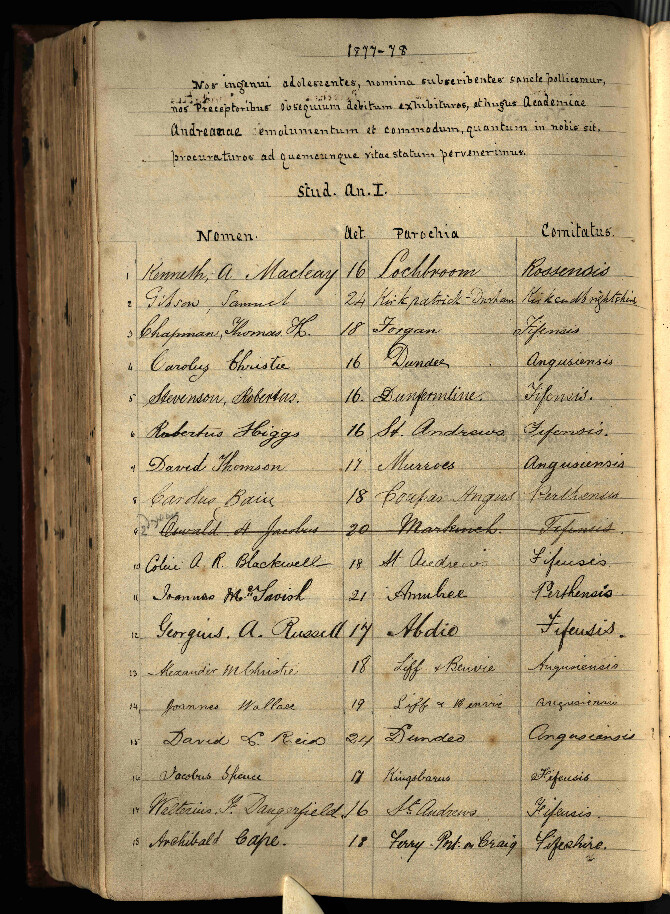 1877-78
Nos ingenui adolescentes, nomina subscribentes sancte pollicemur,
nos Preceptoribus obsequium debitum exhibituros, et hujus Academiae
Andreanae emolumentum et commodum, quantum in nobis sit,
procuraturos ad quemcunque vitae statum pervenerimus.
Stud. An. I.
Nomen. Aet. Parochia Comitatus.
1 Kenneth, A Macleay 16 Lochbroom Rossensis
2 Gibson, Samuel 24 Kirkpatrick-Durham Kirkcudbrightshire
3 Chapman, Thomas H. 18 Forgan Fifensis
4 Carolus Christie 16 Dundee Angusiensis
5 Stevenson, Robertus. 16 Dunfermline. Fifensis.
6 Robertus Higgs 16 St. Andrews Fifensis.
7 David Thomson 17 Murroes Angusiensis
8 Carolus Bain 18 Coupar Angus Perthensis
9 Oswald H Jacobus 20 Markinch Fifensis
10 Colin A R. Blackwell 18 St Andrews Fifensis
11 Joannes McTavish 21 Amulree Perthensis
12 Georgius. A. Russell 17 Abdie Fifensis.
13 Alexander M Christie 18 Liff & Benvie Angusiensis
14 Joannes Wallace 19 Liff & Benvie Angusiensis
15 David L Reid 24 Dundee Angusiensis
16 Jacobus Spence 17 Kingsbarns Fifensis
17 Walterius. F. Dangerfield. 16 St. Andrews Fifensis.
18 Archibald Cape. 18 Ferry-Port-on Craig Fifeshire.